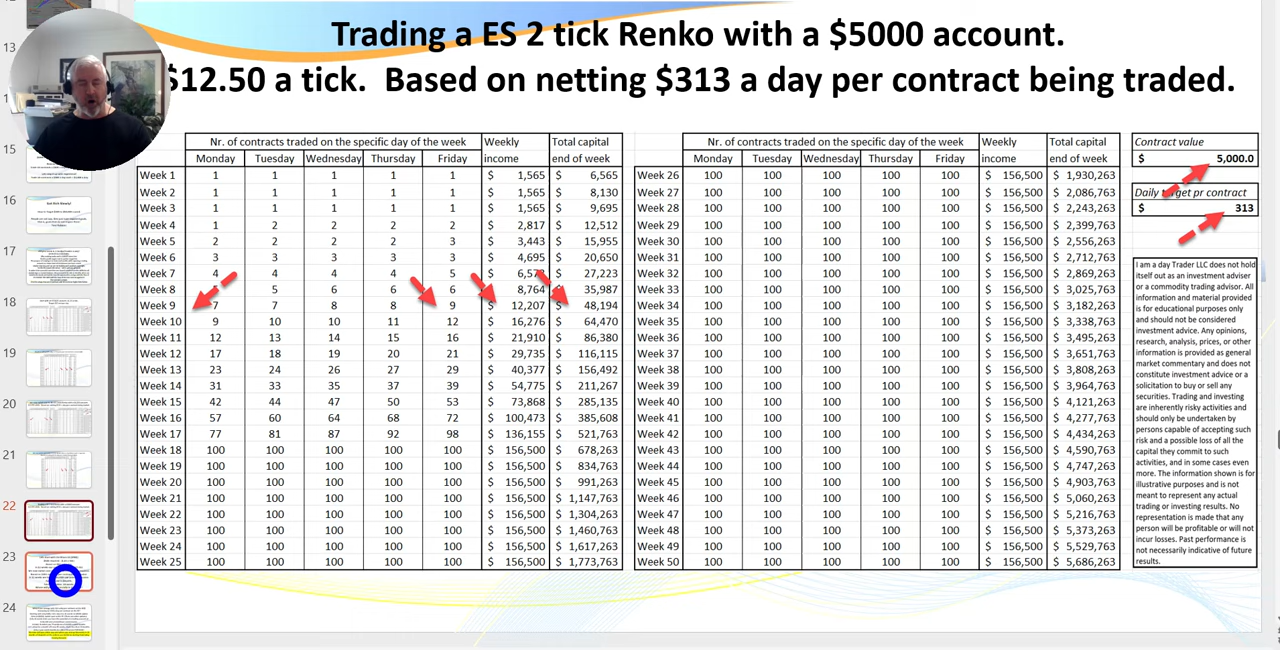 Trading a ES 2 tick Renko with a $5000 account.
$12.50 a tick. Based on netting $313 a day per contract being traded.
Nr. of contracts traded on the specific day of the week Weekly Total capital
Monday Tuesday Wednesday Thursday Friday income end of week
Week 1 1 1 1 1 1 1,565 $ 6,565
Week 2 1 1 1 1 1 1,565 $ 8,130
Week 3 1 1 1 1 1 1,565 $ 9,695
Week 4 1 2 2 2 2 2,817 $ 12,512
Week 5 2 2 2 2 3 3,443 $ 15,955
Week 6 3 3 3 3 3 4,695 $ 20,650
Week 7 4 4 4 5 $ 27,223
Week 8 5 6 6 6 8,764 35,987
Week 9 7 7 8 8 9 $ 12,207 $ 48,194
Week 10 9 10 10 11 12 $ 16,276 $ 64,470
Week 11 12 13 14 15 16 $ 21,910 $ 86,380
Week 12 17 18 19 20 21 $ 29,735 $ 116,115
Week 13 23 24 26 27 29 $ 40,377 $ 156,492
Week 14 31 33 35 37 39 $ 54,775 $ 211,267
Week 15 42 44 47 50 53 $ 73,868 $ 285,135
Week 16 57 60 64 68 72 $ 100,473 $ 385,608
Week 17 77 81 87 92 98 $ 136,155 $ 521,763
Week 18 100 100 100 100 100 $ 156,500 $ 678,263
Week 19 100 100 100 100 100 $ 156,500 $ 834,763
Week 20 100 100 100 100 100 $ 156,500 $ 991,263
Week 21 100 100 100 100 100 $ 156,500 $ 1,147,763
Week 22 100 100 100 100 100 $ 156,500 $ 1,304,263
Week 23 100 100 100 100 100 $ 156,500 $ 1,460,763
Week 24 100 100 100 100 100 $ 156,500 $ 1,617,263
Week 25 100 100 100 100 100 $ 156,500 $ 1,773,763
Nr. of contracts traded on the specific day of the week Weekly Total capital
Monday Tuesday Wednesday Thursday Friday income end of week
Week 26 100 100 100 100 100 $ 156,500 $ 1,930,263
Week 27 100 100 100 100 100 $ 156,500 $ 2,086,763
Week 28 100 100 100 100 100 $ 156,500 $ 2,243,263
Week 29 100 100 100 100 100 $ 156,500 $ 2,399,763
Week 30 100 100 100 100 100 $ 156,500 $ 2,556,263
Week 31 100 100 100 100 100 $ 156,500 $ 2,712,763
Week 32 100 100 100 100 100 $ 156,500 $ 2,869,263
Week 33 100 100 100 100 100 $ 156,500 $ 3,025,763
Week 34 100 100 100 100 100 $ 156,500 $ 3,182,263
Week 35 100 100 100 100 100 $ 156,500 $ 3,338,763
Week 36 100 100 100 100 100 $ 156,500 $ 3,495,263
Week 37 100 100 100 100 100 $ 156,500 $ 3,651,763
Week 38 100 100 100 100 100 $ 156,500 $ 3,808,263
Week 39 100 100 100 100 100 $ 156,500 $ 3,964,763
Week 40 100 100 100 100 100 $ 156,500 $ 4,121,263
Week 41 100 100 100 100 100 $ 156,500 $ 4,277,763
Week 42 100 100 100 100 100 $ 156,500 $ 4,434,263
Week 43 100 100 100 100 100 $ 156,500 $ 4,590,763
Week 44 100 100 100 100 100 $ 156,500 $ 4,747,263
Week 45 100 100 100 100 100 $ 156,500 $ 4,903,763
Week 46 100 100 100 100 100 $ 156,500 $ 5,060,263
Week 47 100 100 100 100 100 $ 156,500 $ 5,216,763
Week 48 100 100 100 100 100 $ 156,500 $ 5,373,263
Week 49 100 100 100 100 100 $ 156,500 $ 5,529,763
Week 50 100 100 100 100 100 $ 156,500 $ 5,686,263
Contract value
$ 5,000.0
Daily target pr contract
$ 313
I am a day Trader LLC does not hold
itself out as an investment adviser
or a commodity trading advisor. All
information and material provided
is for educational purposes only
and should not be considered
investment advice. Any opinions,
research, analysis, prices, or other
information is provided as general
market commentary and does not
constitute investment advice or a
solicitation to buy or sell any
securities. Trading and investing
are inherently risky activities and
should only be undertaken by
persons capable of accepting such
risk and a possible loss of all the
capital they commit to such
activities, and in some cases even
more. The information shown is for
illustrative purposes and is not
meant to represent any actual
trading or investing results. No
representation is made that any
person will be profitable or will not
incur losses. Past performance is
not necessarily indicative of future
results.
13
15
16
17
18
19
20
21
22
23
24